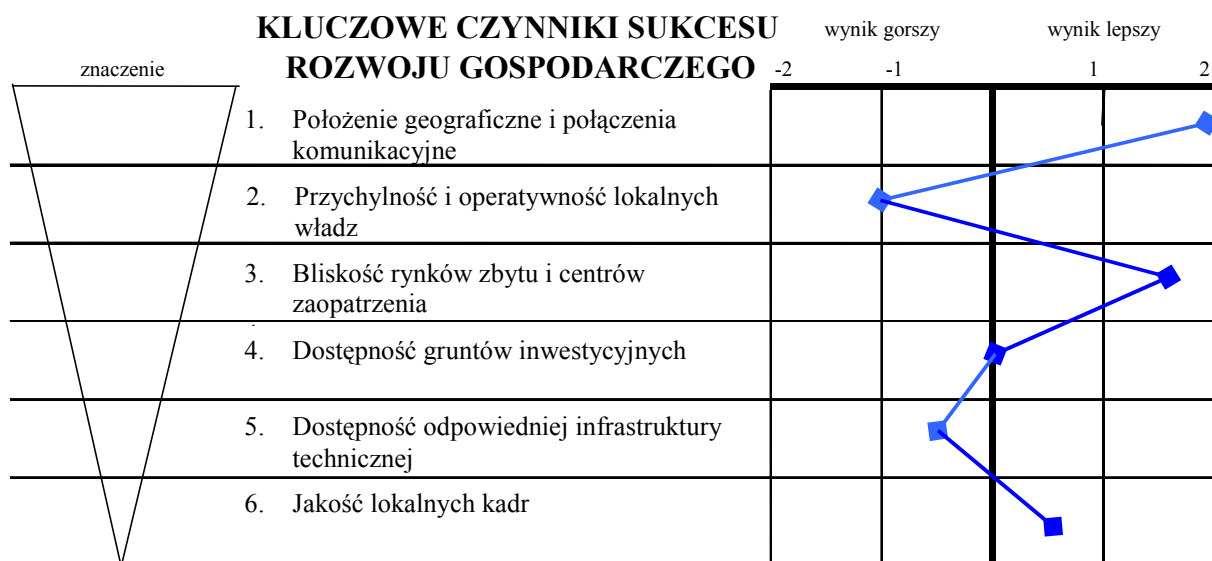 KLUCZOWE CZYNNIKI SUKCESU
ROZWOJU GOSPODARCZEGO
wynik gorszy
wynik lepszy
znaczenie
-2
-1
1
2
1. Położenie geograficzne i połączenia
komunikacyjne
2. Przychylność i operatywność lokalnych
władz
3. Bliskość rynków zbytu i centrów
zaopatrzenia
4. Dostępność gruntów inwestycyjnych
5. Dostępność odpowiedniej infrastruktury
technicznej
6. Jakość lokalnych kadr